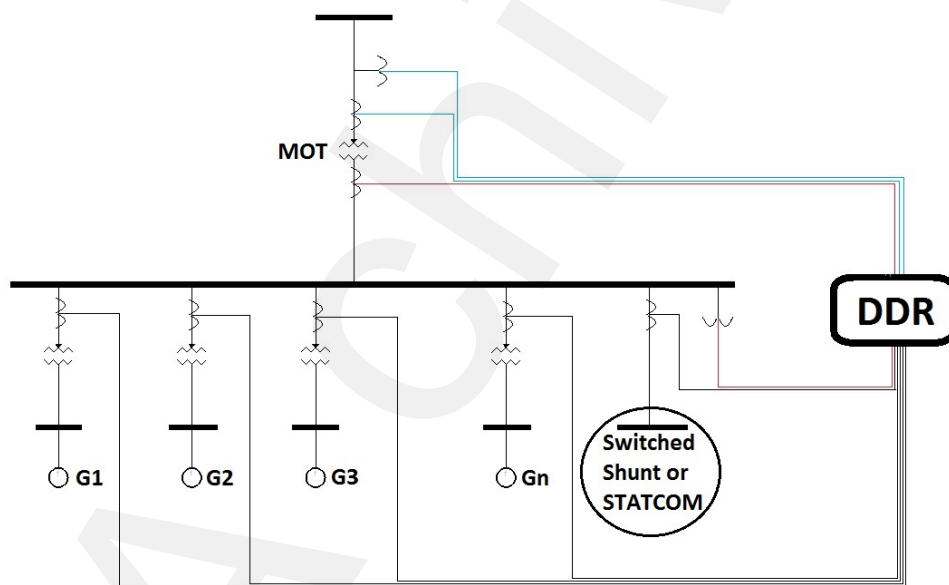 MOT
DDR
G1
G2
G3
Gn
Switched
Shunt or
STATCOM